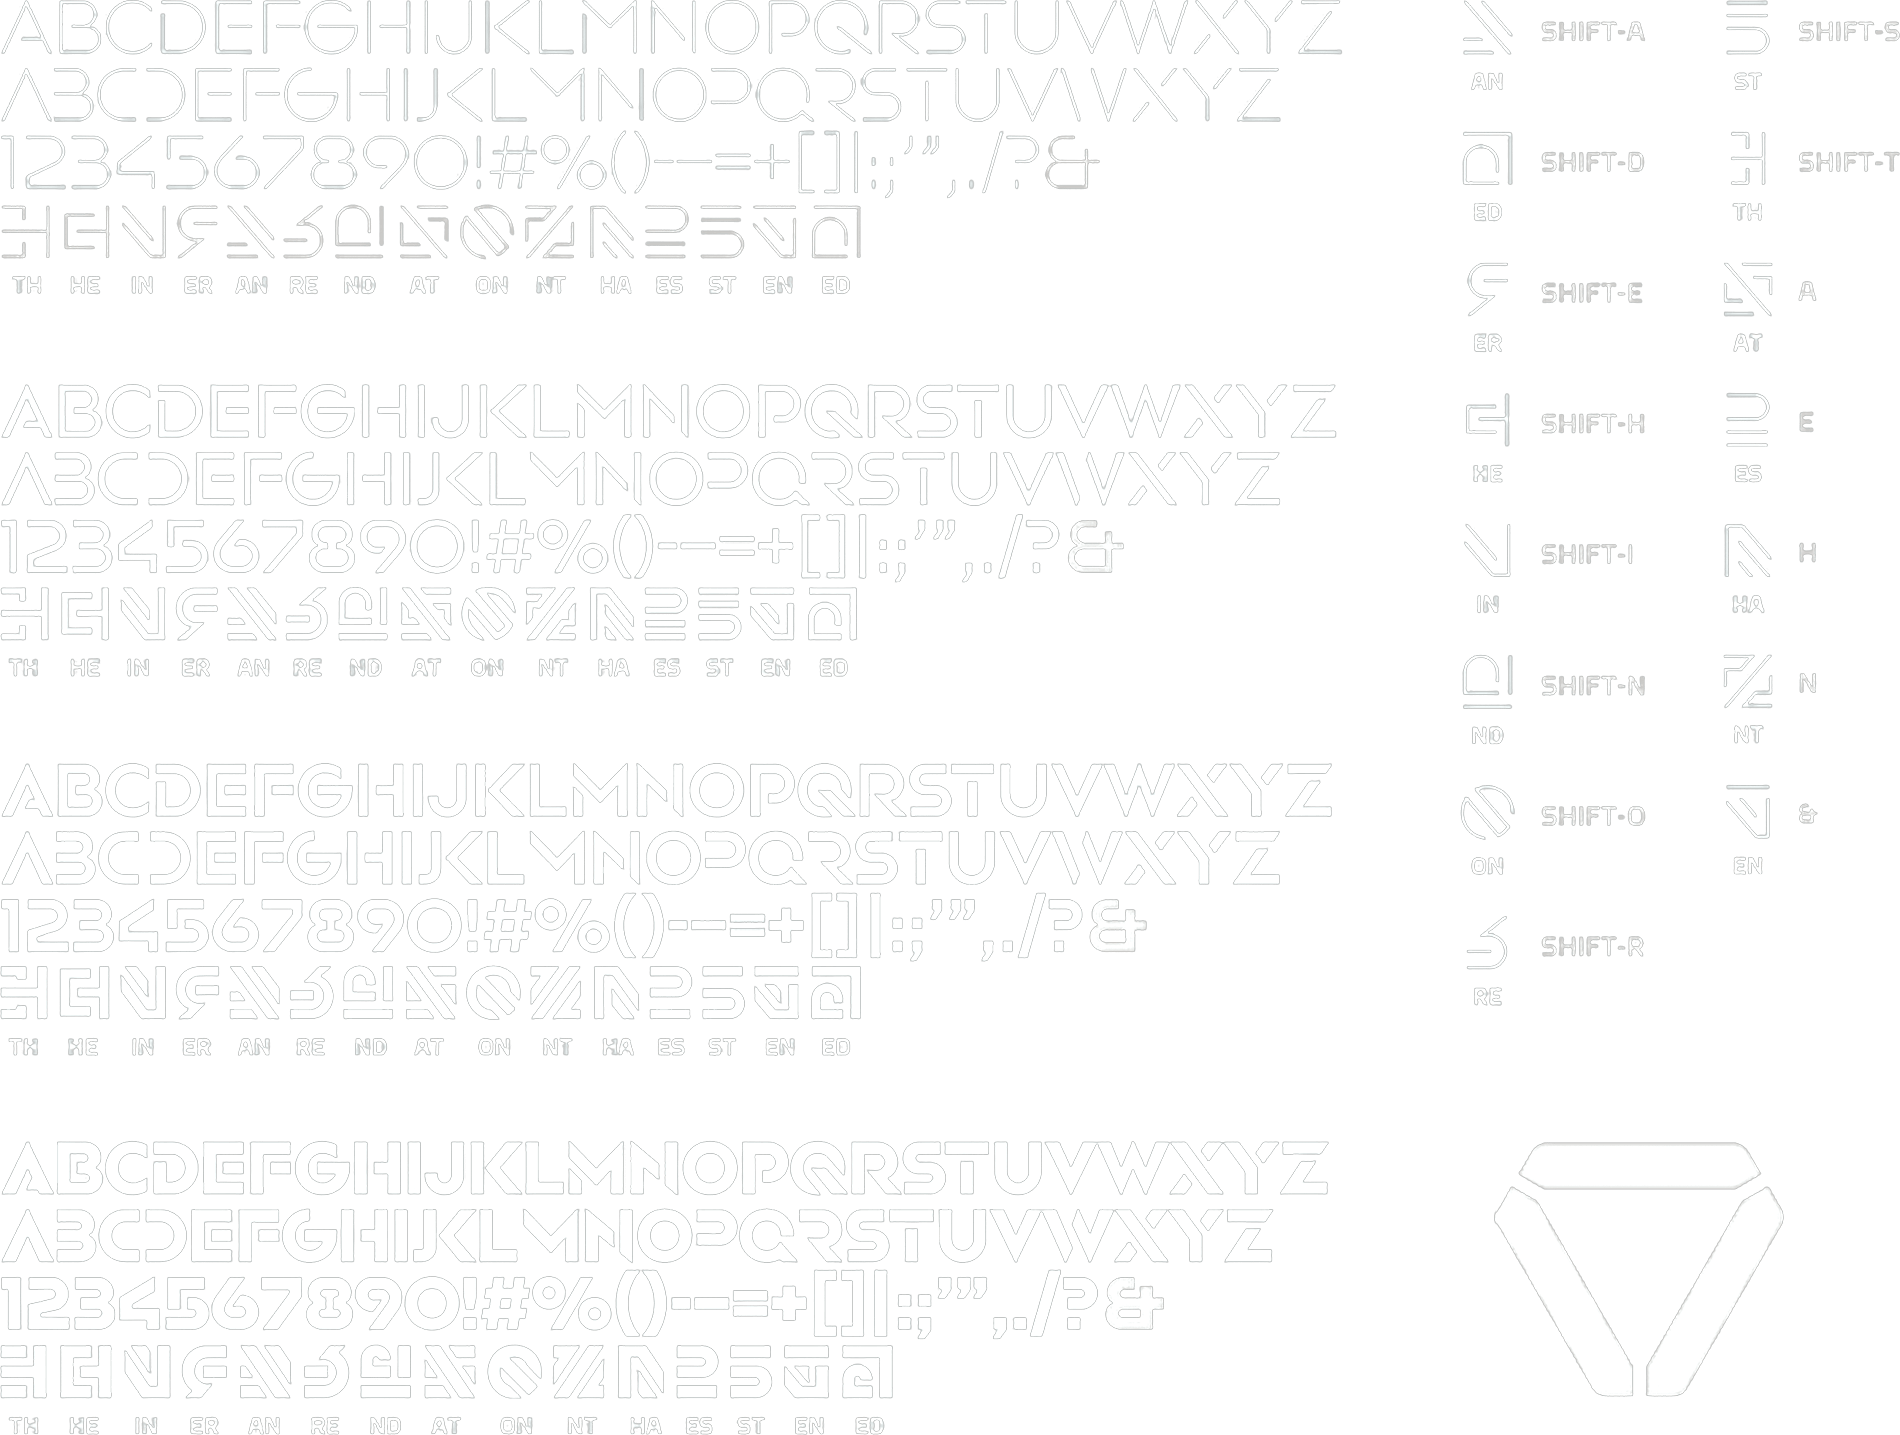 ABCDEFGHIJKLMNOPQRSTUVWXYZ
ABCDEFGHIJKLMNOPQRSTUVWXYZ
1234567890!#%()-–=+[]|:;'",./?&
TH HE IN ER AN RE ND AT ON NT HA ES ST EN ED
ABCDEFGHIJKLMNOPQRSTUVWXYZ
ABCDEFGHIJKLMNOPQRSTUVWXYZ
1234567890!#%()-–=+[]|:;'",./?&
TH HE IN ER AN RE ND AT ON NT HA ES ST EN ED
ABCDEFGHIJKLMNOPQRSTUVWXYZ
ABCDEFGHIJKLMNOPQRSTUVWXYZ
1234567890!#%()-–=+[]|:;'",./?&
TH HE IN ER AN RE ND AT ON NT HA ES ST EN ED
ABCDEFGHIJKLMNOPQRSTUVWXYZ
ABCDEFGHIJKLMNOPQRSTUVWXYZ
1234567890!#%()-–=+[]|:;'",./?&
TH HE IN ER AN RE ND AT ON NT HA ES ST EN ED
SHIFT-A
AN
SHIFT-D
ED
SHIFT-E
ER
SHIFT-H
HE
SHIFT-I
IN
SHIFT-N
ND
SHIFT-O
ON
SHIFT-R
RE
SHIFT-S
ST
SHIFT-T
TH
A
AT
E
ES
H
HA
N
NT
&
EN